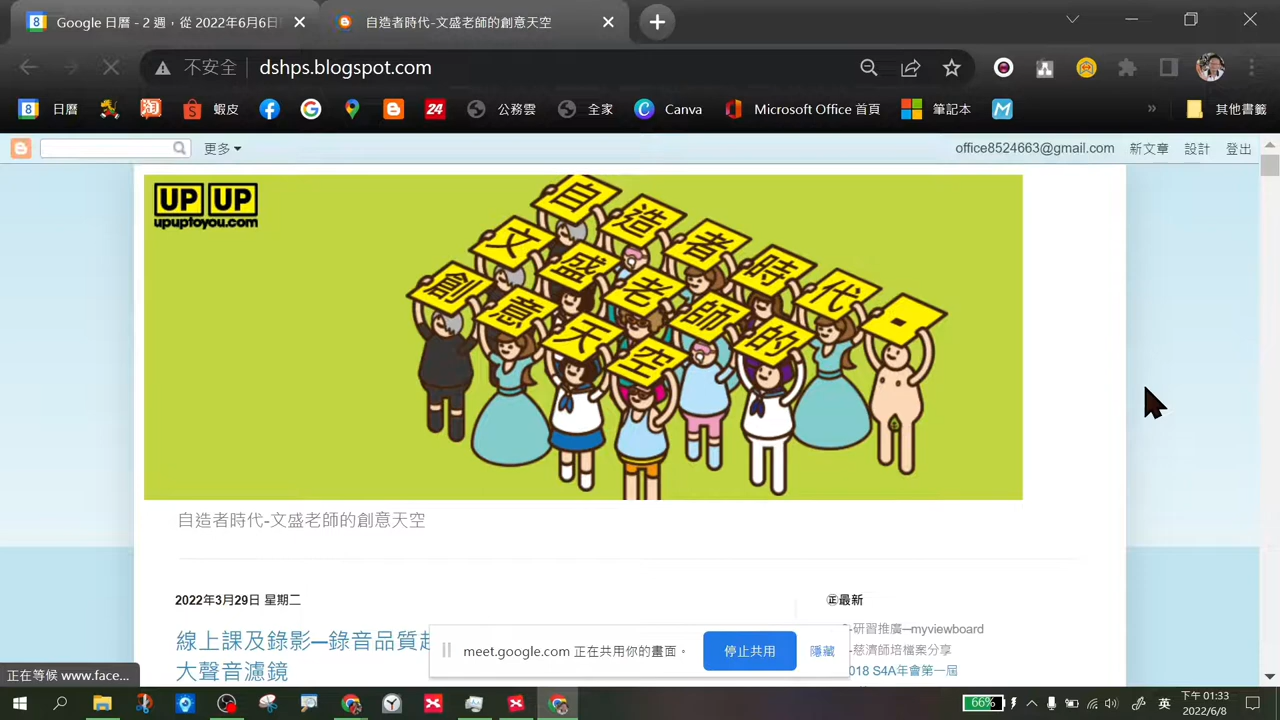 Google 日曆 - 2 週，從 2022年6月6日
自造者時代-文盛老師的創意天空
不安全
dshps.blogspot.com
日曆
淘
蝦皮
24
公務雲
全家
Canva
Microsoft Office 首頁
筆記本
»
其他書籤
更多
office8524663@gmail.com
新文章
設計
登出
UP UP
upuptoyou.com
自造者時代-
文盛老師的
創意天空
自造者時代-文盛老師的創意天空
2022年3月29日 星期二
㊣最新
線上課及錄影─錄音品質
大聲音濾鏡
-研習推廣─myviewboard
-慈濟師培檔案分享
018 S4A年會第一屆
meet.google.com 正在共用你的畫面。
停止共用
隱藏
正在等候 www.face...
66%
英
下午 01:33
2022/6/8